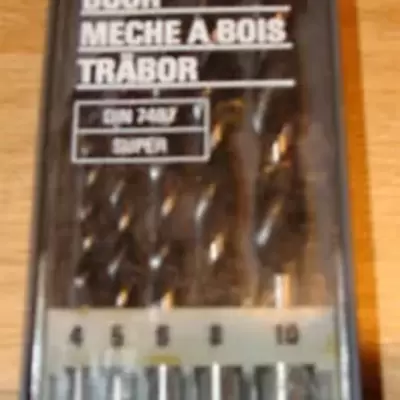 MECHE A BOIS
TRÄBOR
DIN 7487
SUPER
4 5 6 8 10